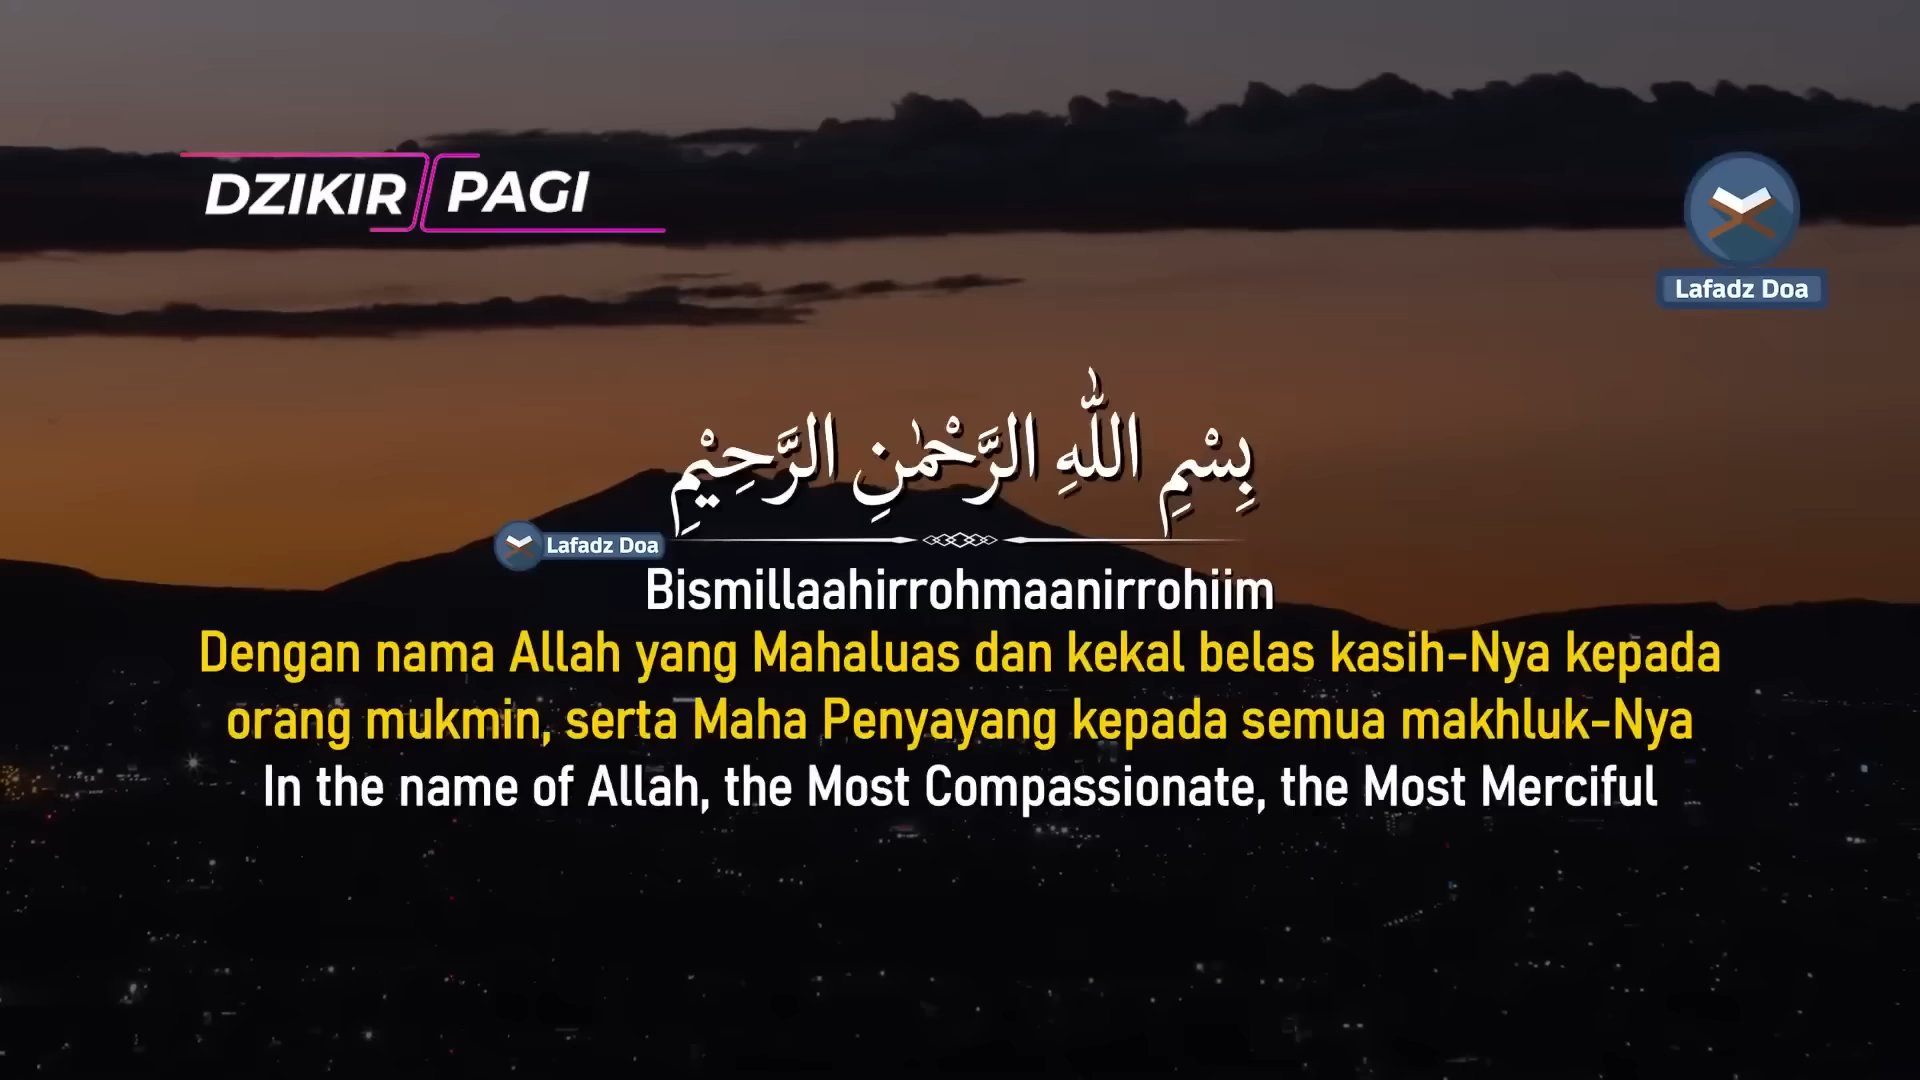 DZIKIR PAGI
Lafadz Doa
بِسْمِ اللّٰهِ الرَّحْمٰنِ الرَّحِيْمِ
Lafadz Doa
Bismillaahirrohmaanirrohiim
Dengan nama Allah yang Mahaluas dan kekal belas kasih-Nya kepada
orang mukmin, serta Maha Penyayang kepada semua makhluk-Nya
In the name of Allah, the Most Compassionate, the Most Merciful